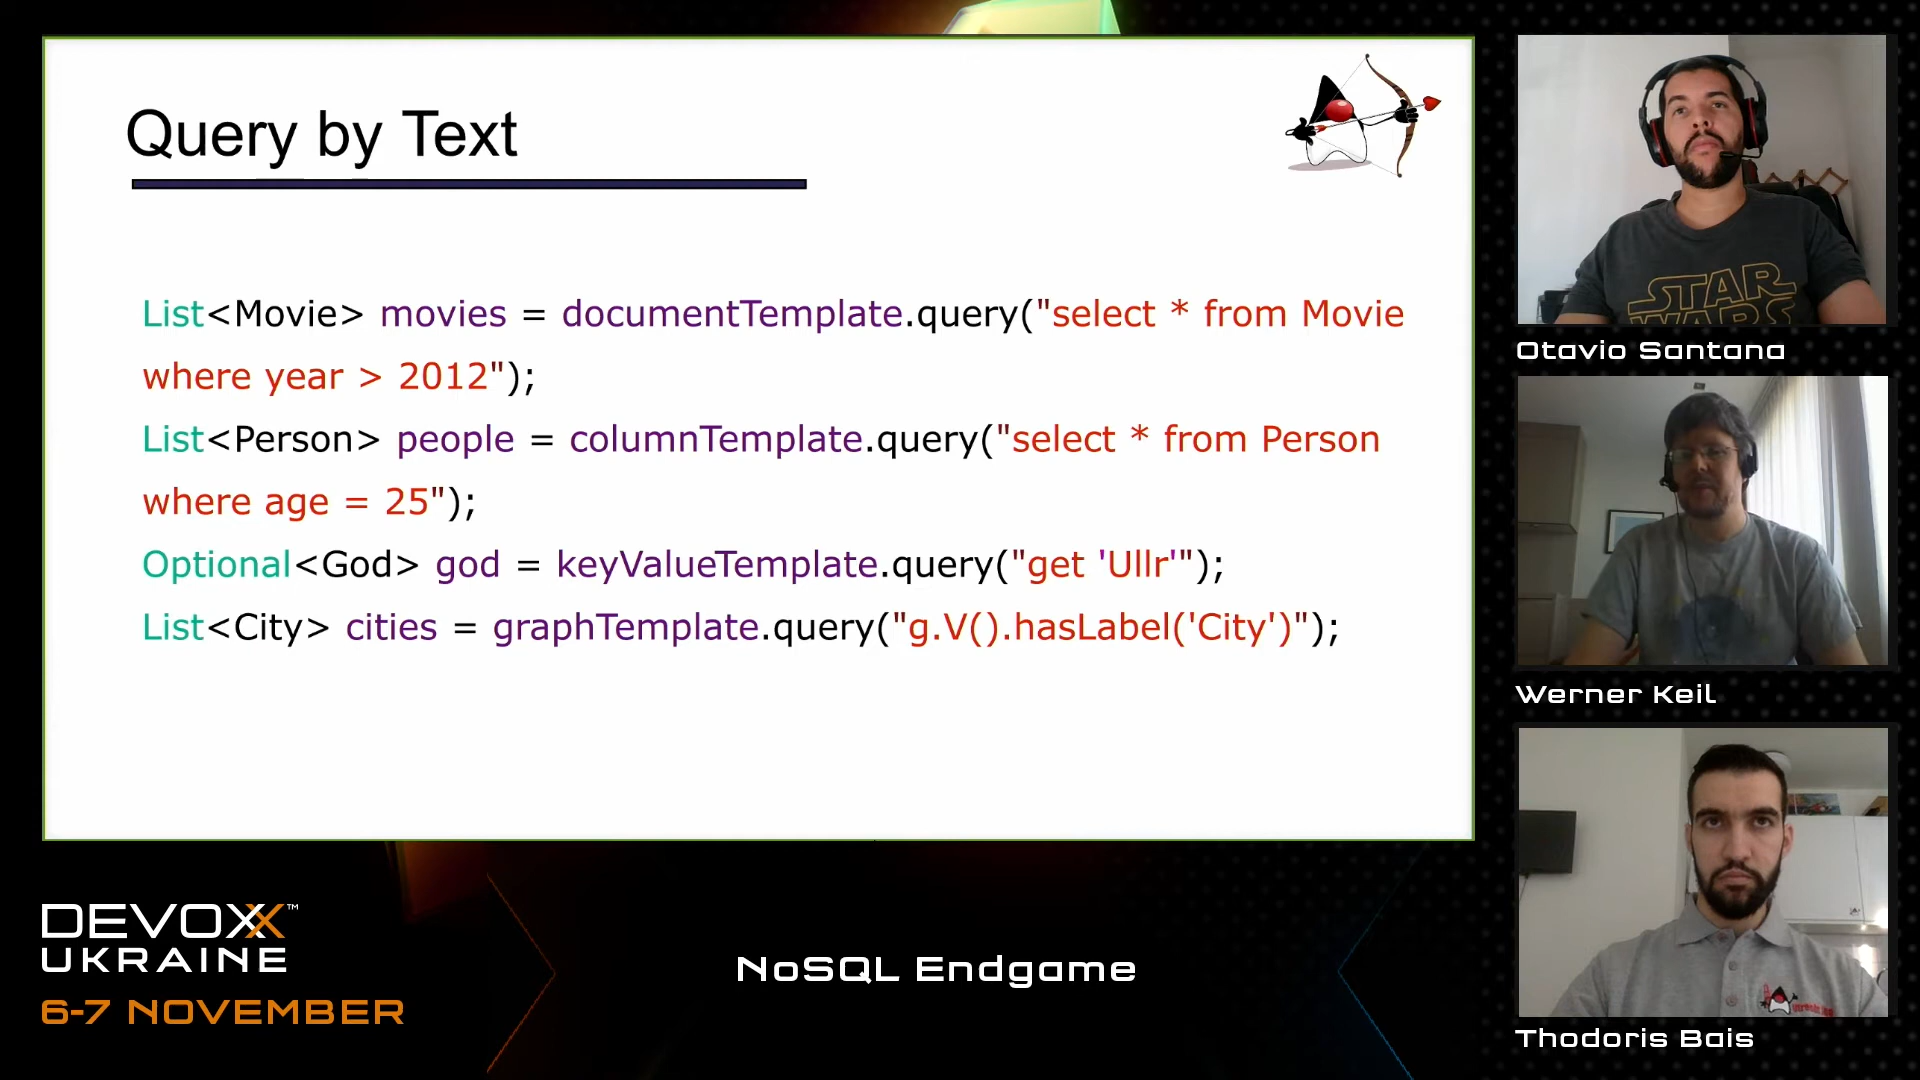 Query by Text
List<Movie> movies = documentTemplate.query("select * from Movie
where year > 2012");
List<Person> people = columnTemplate.query("select * from Person
where age = 25");
Optional<God> god = keyValueTemplate.query("get 'Ullr'");
List<City> cities = graphTemplate.query("g.V().hasLabel('City')");
STAR
WARS
Otavio Santana
Werner Keil
Thodoris Bais
DEVOXX™
UKRAINE
6-7 NOVEMBER
NoSQL Endgame